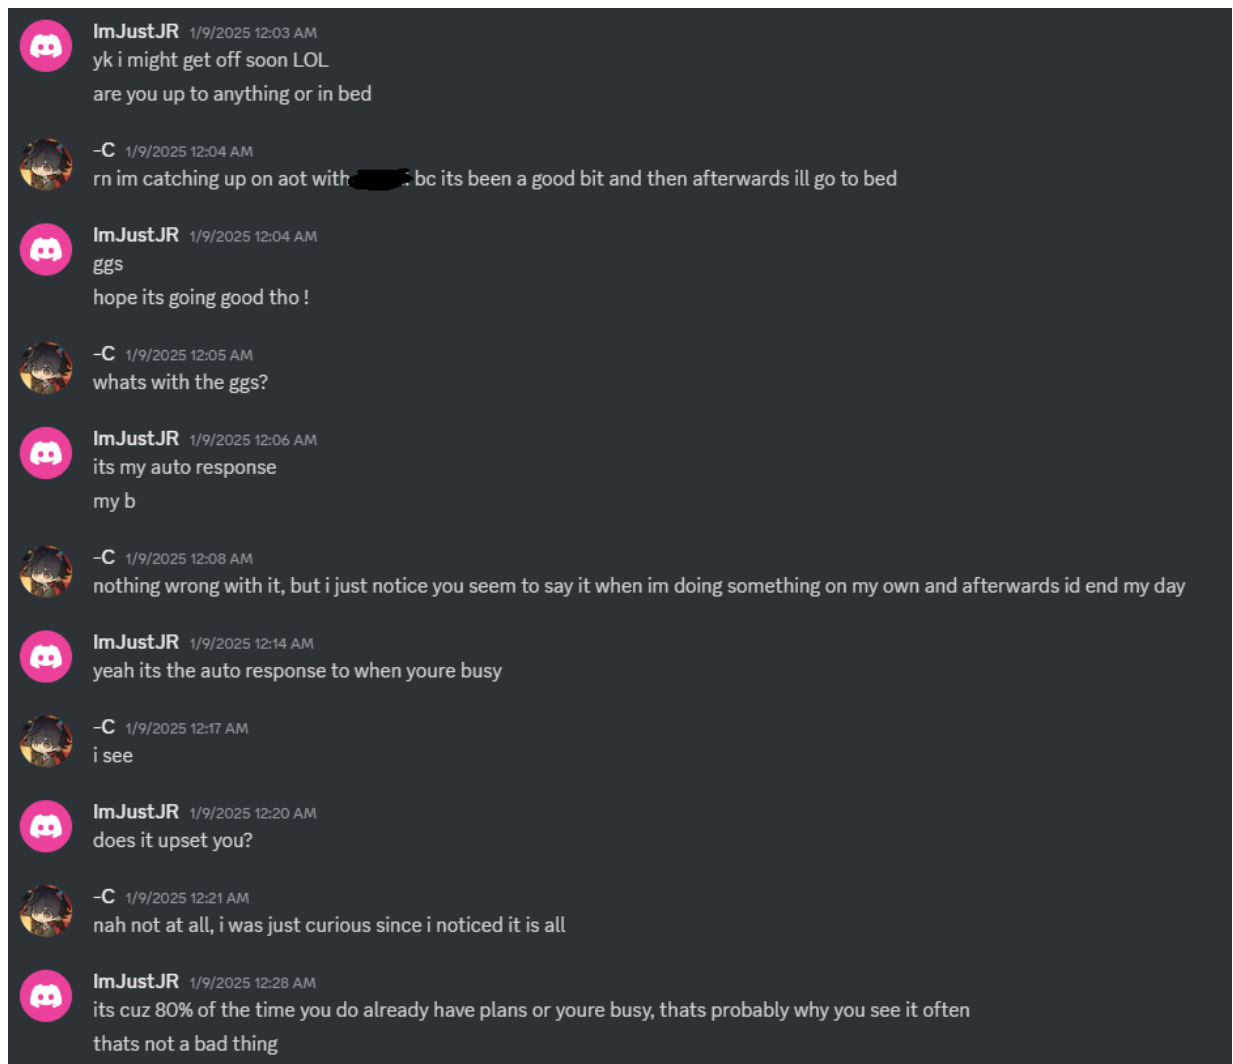 ImJustJR 1/9/2025 12:03 AM
yk i might get off soon LOL
are you up to anything or in bed
-C 1/9/2025 12:04 AM
rn im catching up on aot with bc its been a good bit and then afterwards ill go to bed
ImJustJR 1/9/2025 12:04 AM
ggs
hope its going good tho !
-C 1/9/2025 12:05 AM
whats with the ggs?
ImJustJR 1/9/2025 12:06 AM
its my auto response
my b
-C 1/9/2025 12:08 AM
nothing wrong with it, but i just notice you seem to say it when im doing something on my own and afterwards id end my day
ImJustJR 1/9/2025 12:14 AM
yeah its the auto response to when youre busy
-C 1/9/2025 12:17 AM
i see
ImJustJR 1/9/2025 12:20 AM
does it upset you?
-C 1/9/2025 12:21 AM
nah not at all, i was just curious since i noticed it is all
ImJustJR 1/9/2025 12:28 AM
its cuz 80% of the time you do already have plans or youre busy, thats probably why you see it often
thats not a bad thing